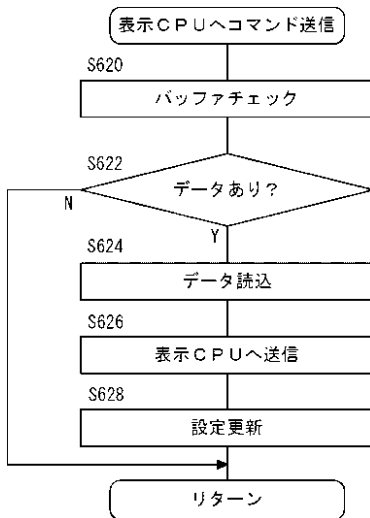 表示CPUへコマンド送信
S620
バッファチェック
S622
データあり？
N
Y
S624
データ読込
S626
表示CPUへ送信
S628
設定更新
リターン